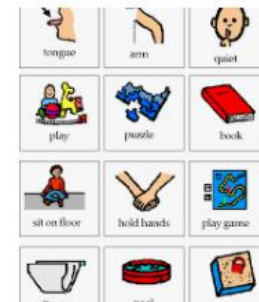 tongue
arm
quiet
play
puzzle
book
sit on floor
hold hands
play game